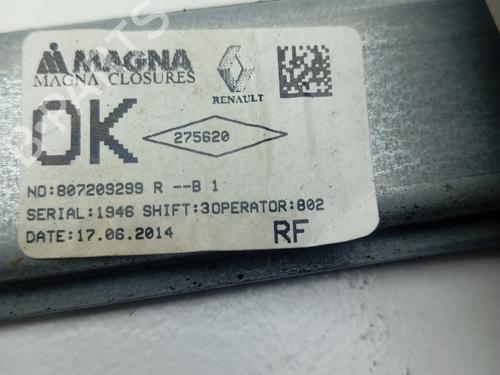 MAGNA
MAGNA CLOSURES
RENAULT
OK
275620
NO:807209299 R --B 1
SERIAL:1946 SHIFT:3OPERATOR:802
DATE:17.06.2014
RF
B-PARTS